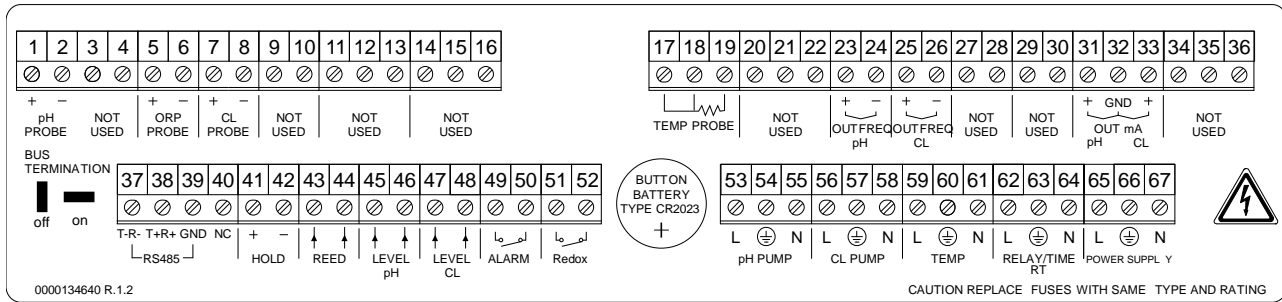 1 2 3 4 5 6 7 8 9 10 11 12 13 14 15 16
+ − + − + −
pH PROBE
NOT USED
ORP PROBE
CL PROBE
NOT USED
NOT USED
NOT USED
17 18 19 20 21 22 23 24 25 26 27 28 29 30 31 32 33 34 35 36
+ − + − + GND +
TEMP PROBE
NOT USED
OUT FREQ
pH
OUT FREQ
CL
NOT USED
NOT USED
OUT mA
pH CL
NOT USED
BUS
TERMINATION
off on
37 38 39 40 41 42 43 44 45 46 47 48 49 50 51 52
T-R- T+R+ GND NC + −
RS485
HOLD
REED
LEVEL
pH
LEVEL
CL
ALARM
Redox
BUTTON
BATTERY
TYPE CR2023
+
53 54 55 56 57 58 59 60 61 62 63 64 65 66 67
L N L N L N L N L N
pH PUMP
CL PUMP
TEMP
RELAY/TIME
RT
POWER SUPPL Y
0000134640 R.1.2
CAUTION REPLACE FUSES WITH SAME TYPE AND RATING